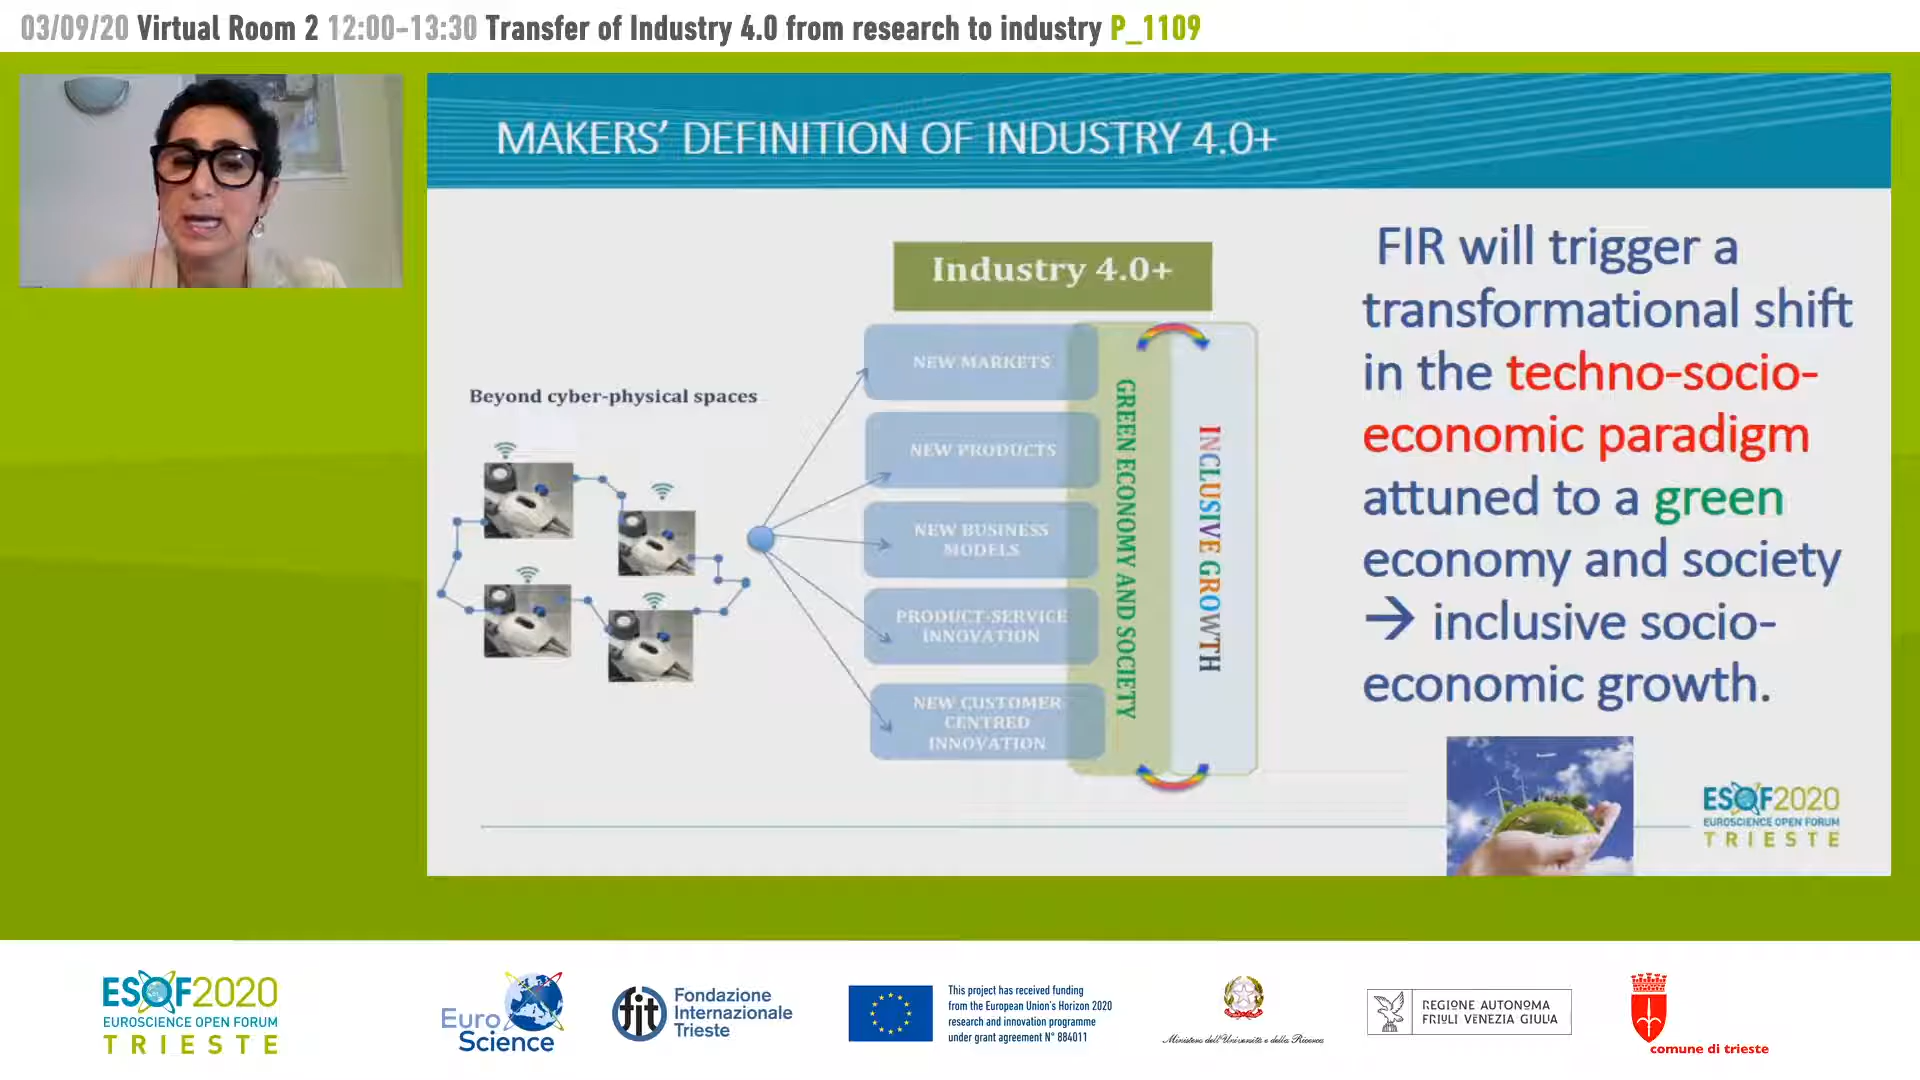 03/09/20 Virtual Room 2 12:00-13:30 Transfer of Industry 4.0 from research to industry P_1109
MAKERS' DEFINITION OF INDUSTRY 4.0+
Industry 4.0+
Beyond cyber-physical spaces
NEW MARKETS
NEW PRODUCTS
NEW BUSINESS
MODELS
PRODUCT-SERVICE
INNOVATION
NEW CUSTOMER
CENTRED
INNOVATION
GREEN ECONOMY AND SOCIETY
INCLUSIVE GROWTH
FIR will trigger a
transformational shift
in the techno-socio-
economic paradigm
attuned to a green
economy and society
→ inclusive socio-
economic growth.
ESOF2020
EUROSCIENCE OPEN FORUM
TRIESTE
ESOF2020
EUROSCIENCE OPEN FORUM
TRIESTE
Euro
Science
fit
Fondazione
Internazionale
Trieste
This project has received funding
from the European Union's Horizon 2020
research and innovation programme
under grant agreement N° 884011
Ministero dell'Università e della Ricerca
REGIONE AUTONOMA
FRIULI VENEZIA GIULIA
comune di trieste